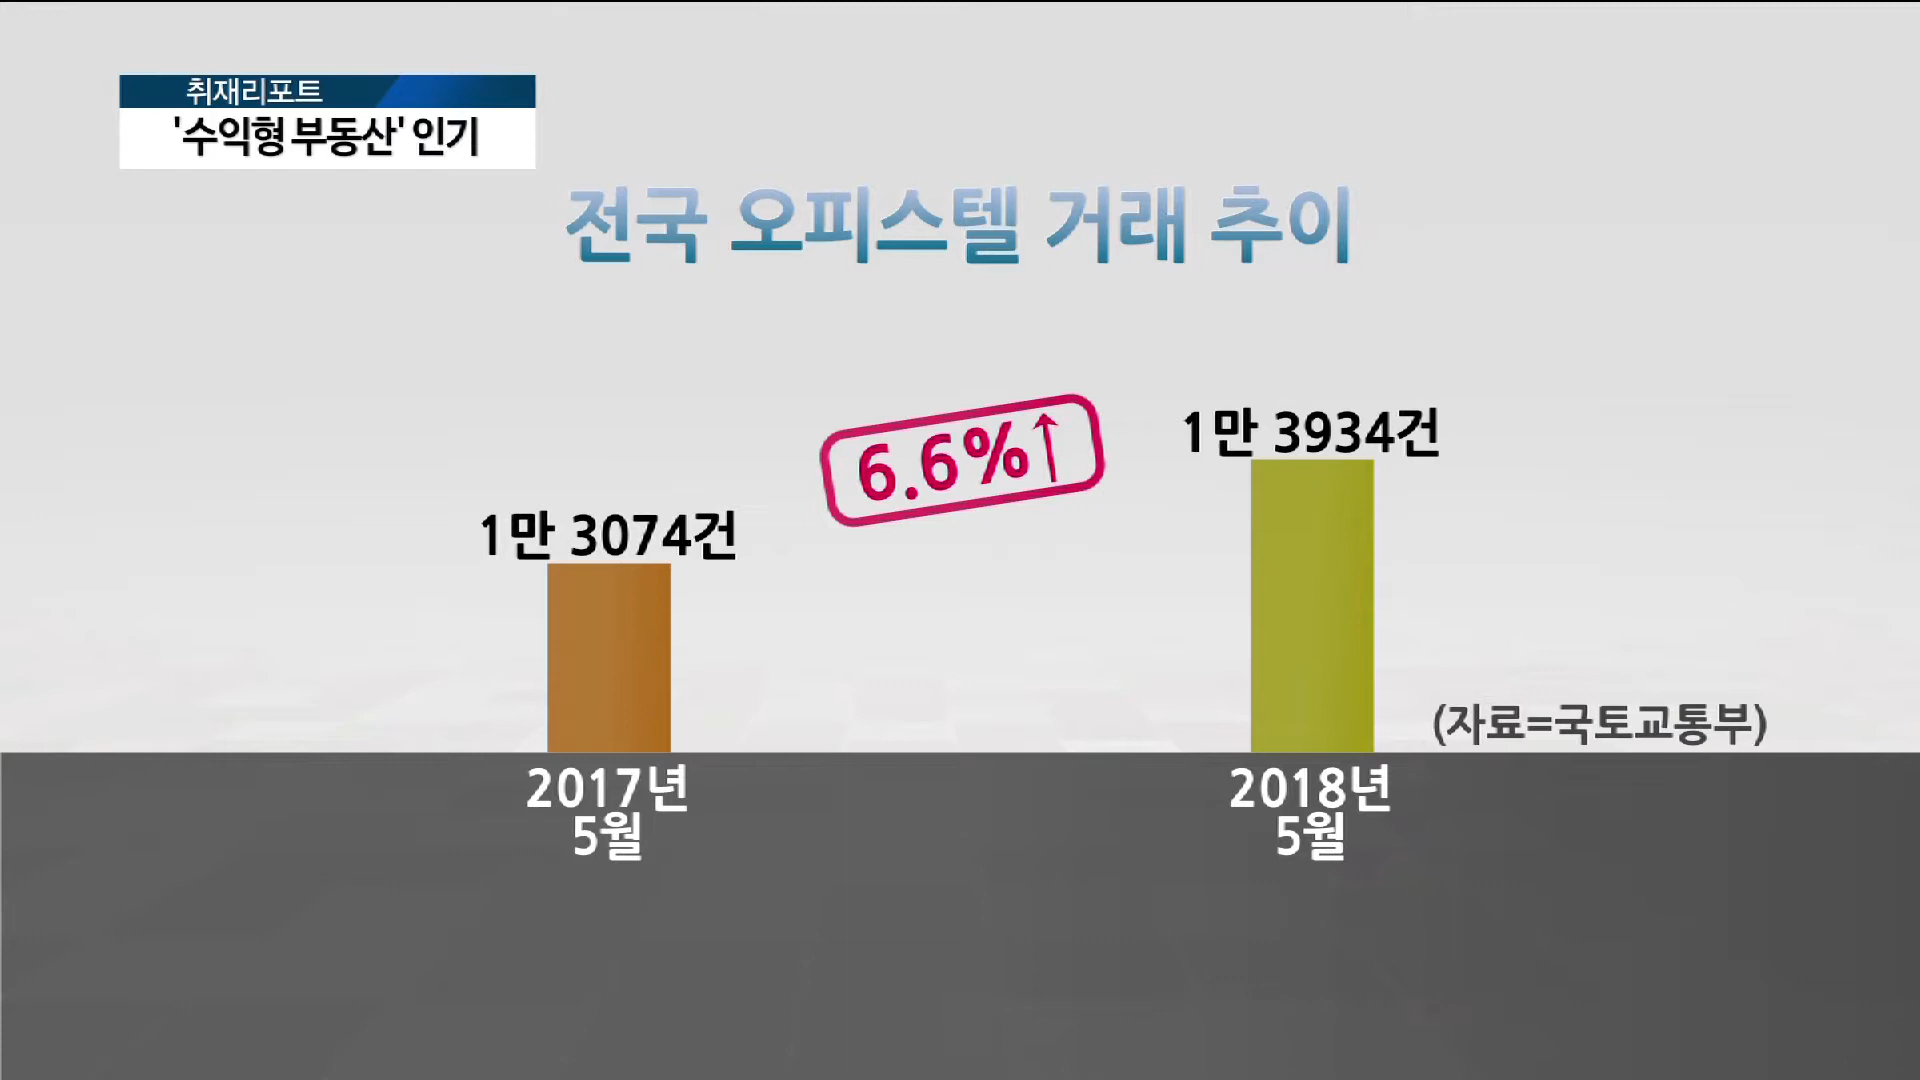 취재리포트
'수익형 부동산' 인기
전국 오피스텔 거래 추이
6.6%↑
1만 3934건
1만 3074건
(자료=국토교통부)
2017년
5월
2018년
5월